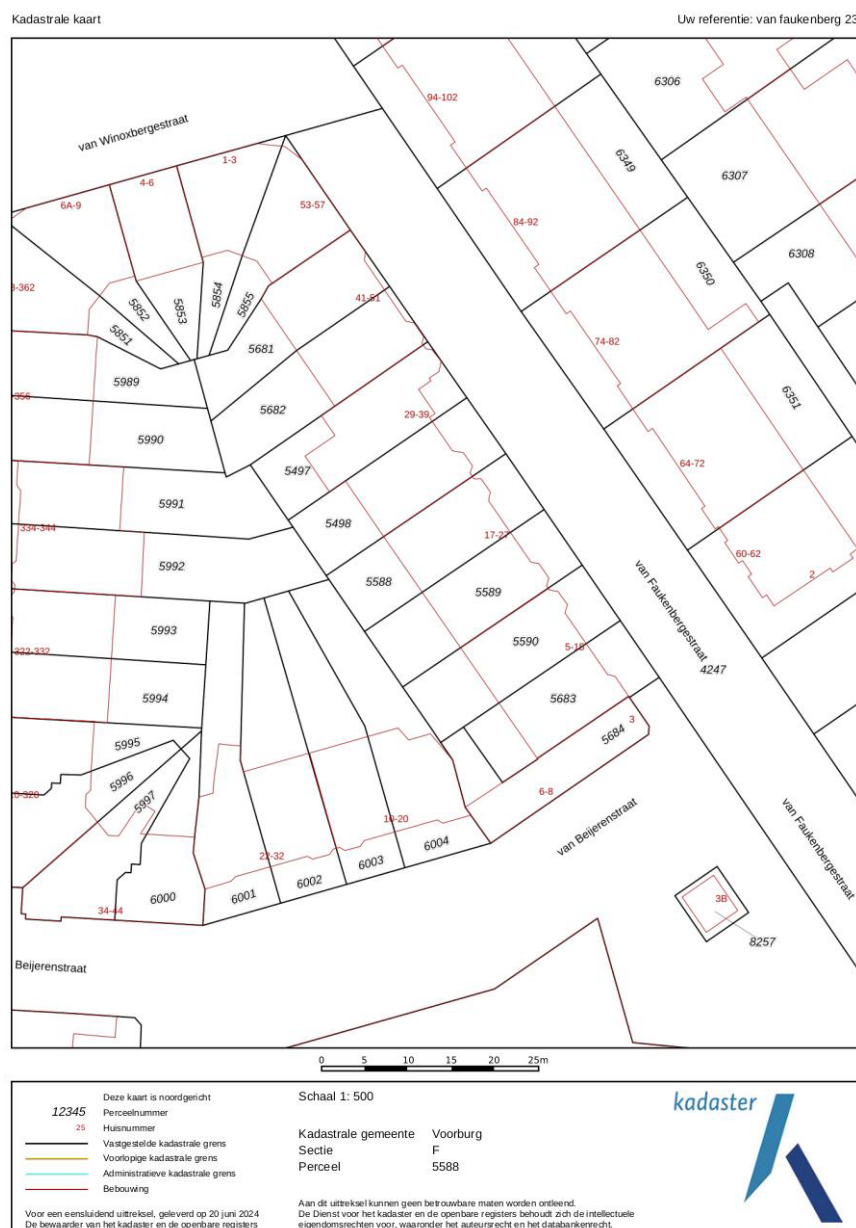 Kadastrale kaart
Uw referentie: van faukenberg 23
6306
94-102
van Winoxbergestraat
6349
1-3
6307
4-6
53-57
6A-9
84-92
6308
6350
5854
5855
3-362
5852
5853
41-51
5851
74-82
5681
5989
6351
356
5682
29-39
5990
64-72
5497
5991
5498
334-344
17-27
60-62
5992
2
5588
5589
van Faukenbergestraat
5993
5590
322-332
4247
5994
5683
3
5684
5995
5996
6-8
5997
van Beijerenstraat
van Faukenbergestraat
10-20
6004
22-32
6003
6002
6001
6000
34-44
3B
8257
Beijerenstraat
0 5 10 15 20 25m
Deze kaart is noordgericht
12345 Perceelnummer
25 Huisnummer
Vastgestelde kadastrale grens
Voorlopige kadastrale grens
Administratieve kadastrale grens
Bebouwing
Voor een eensluidend uittreksel, geleverd op 20 juni 2024
De bewaarder van het kadaster en de openbare registers
Schaal 1: 500
Kadastrale gemeente Voorburg
Sectie F
Perceel 5588
Aan dit uittreksel kunnen geen betrouwbare maten worden ontleend.
De Dienst voor het kadaster en de openbare registers behoudt zich de intellectuele
eigendomsrechten voor, waaronder het auteursrecht en het databankenrecht.
kadaster